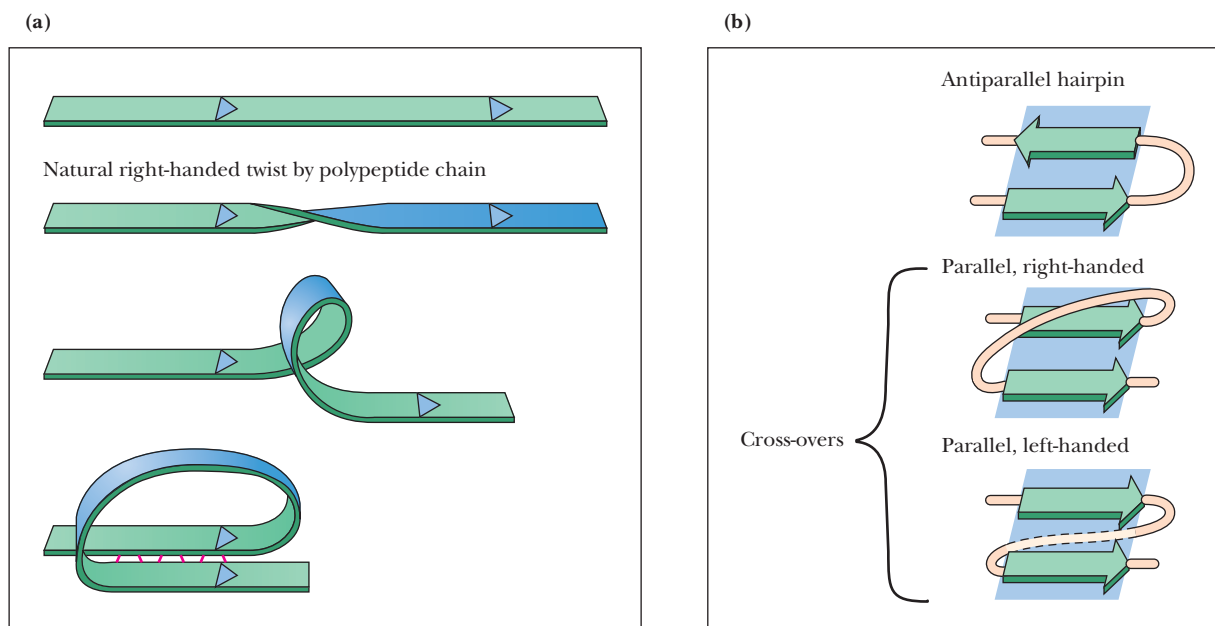 (a)
Natural right-handed twist by polypeptide chain
(b)
Antiparallel hairpin
Parallel, right-handed
Cross-overs
Parallel, left-handed